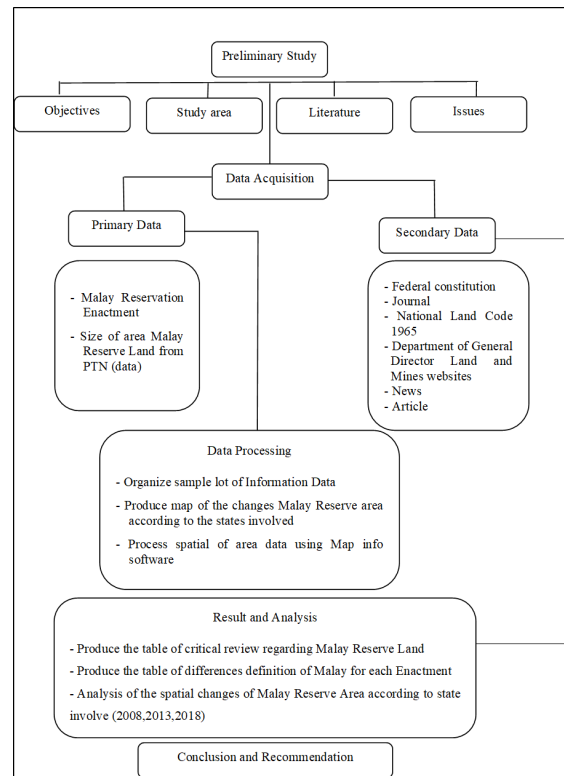 Preliminary Study
Objectives
Study area
Literature
Issues
Data Acquisition
Primary Data
Secondary Data
- Malay Reservation
Enactment
- Size of area Malay
Reserve Land from
PTN (data)
- Federal constitution
- Journal
- National Land Code
1965
- Department of General
Director Land and
Mines websites
- News
- Article
Data Processing
- Organize sample lot of Information Data
- Produce map of the changes Malay Reserve area
according to the states involved
- Process spatial of area data using Map info
software
Result and Analysis
- Produce the table of critical review regarding Malay Reserve Land
- Produce the table of differences definition of Malay for each Enactment
- Analysis of the spatial changes of Malay Reserve Area according to state
involve (2008,2013,2018)
Conclusion and Recommendation